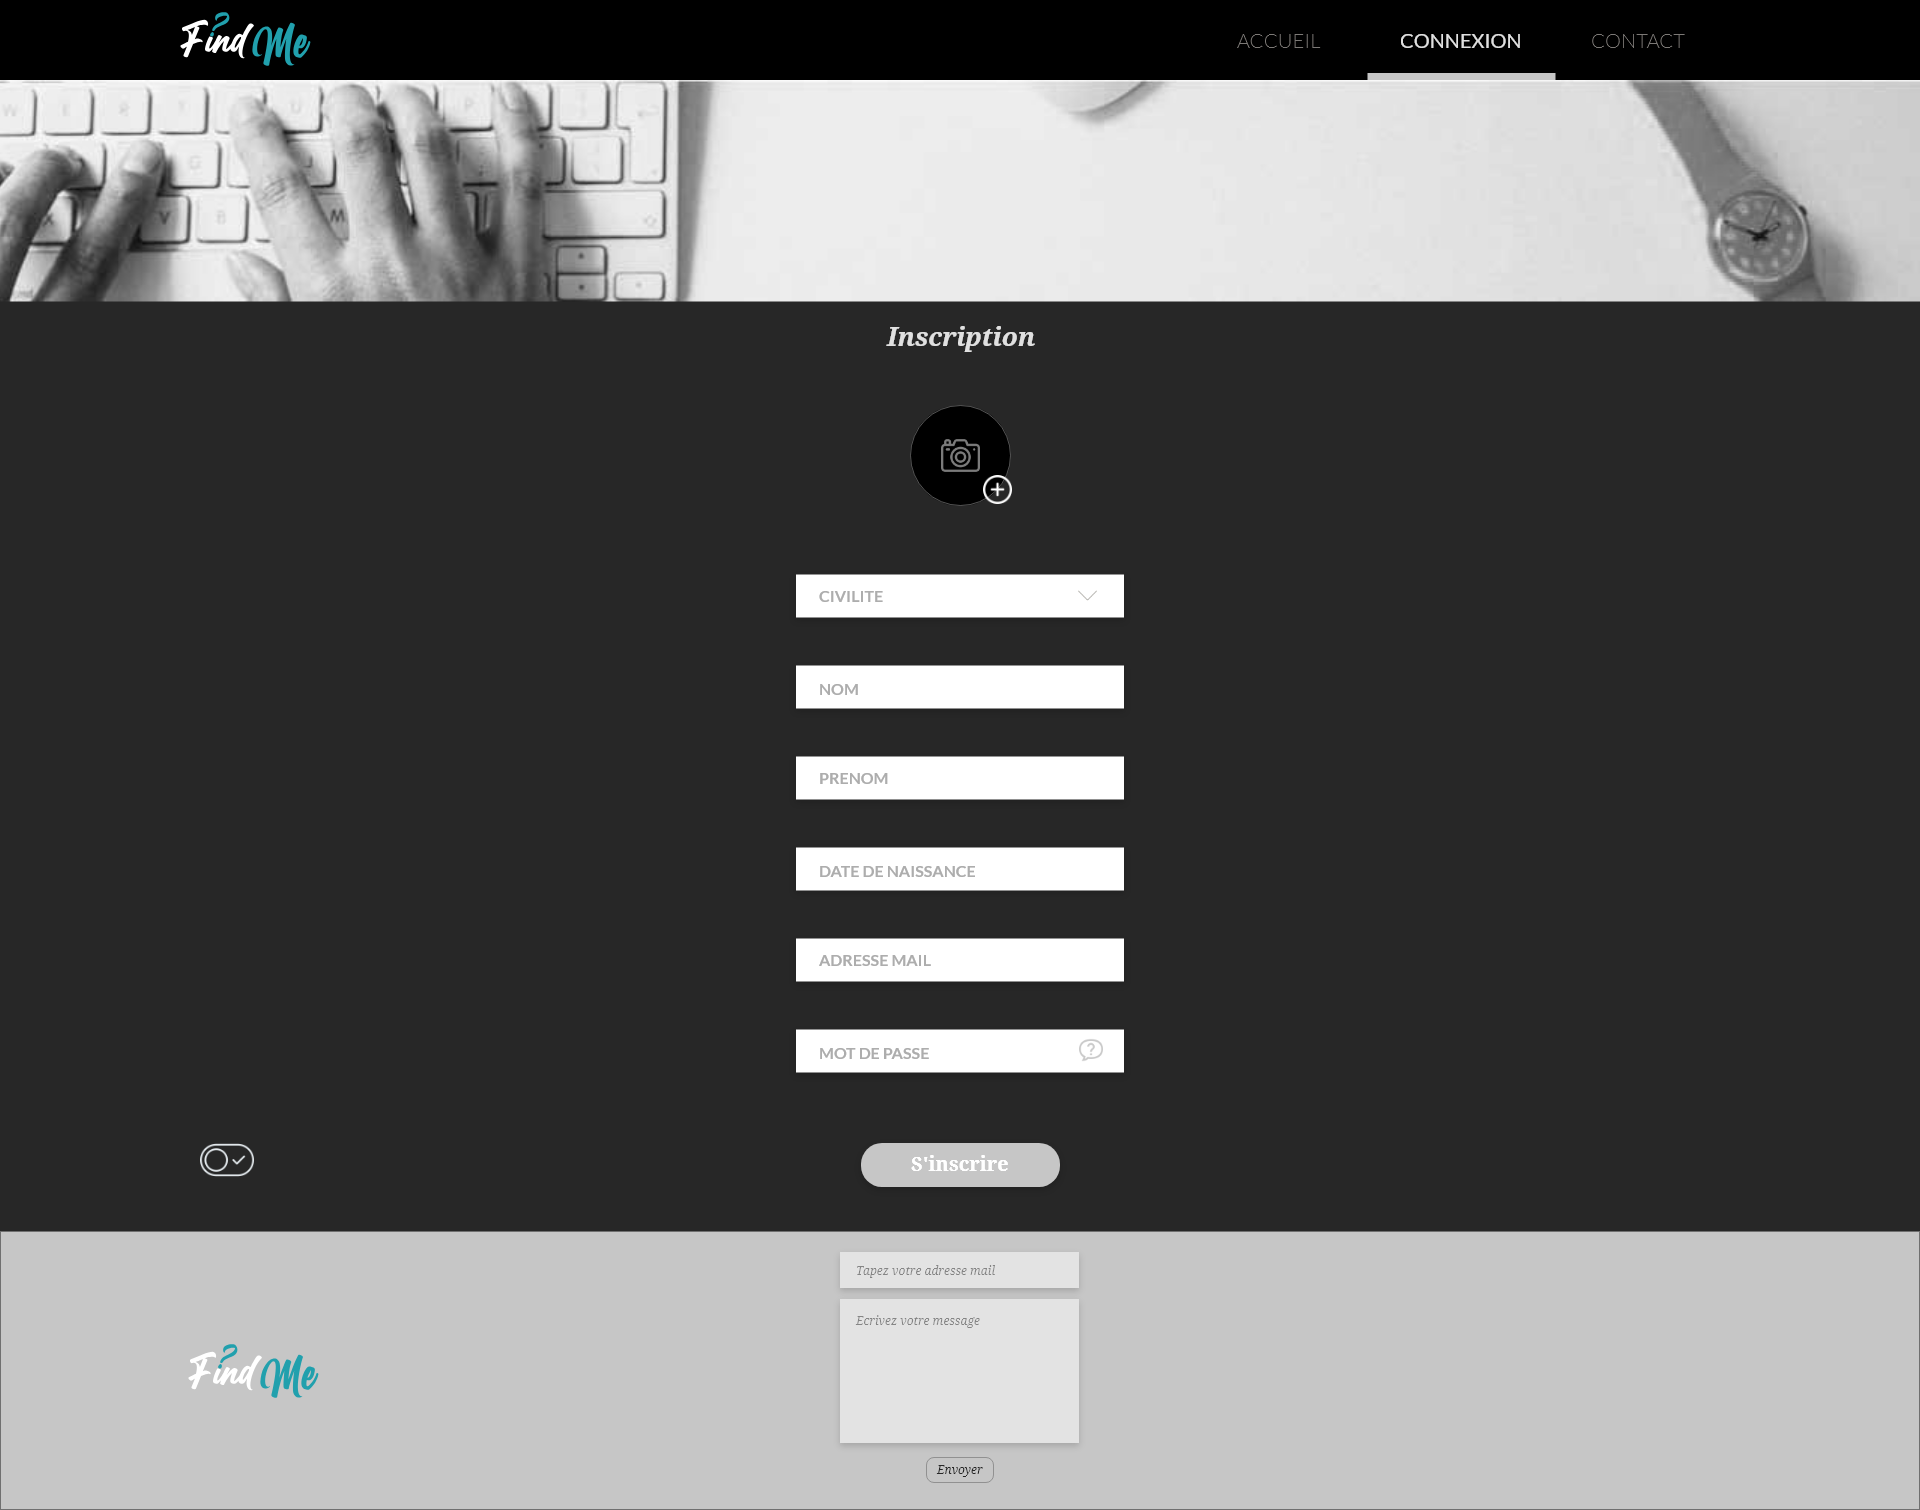 Find Me
ACCUEIL
CONNEXION
CONTACT
W E R T Y P
G
X V B M
Inscription
CIVILITE
NOM
PRENOM
DATE DE NAISSANCE
ADRESSE MAIL
MOT DE PASSE
S'inscrire
Tapez votre adresse mail
Ecrivez votre message
Find Me
Envoyer